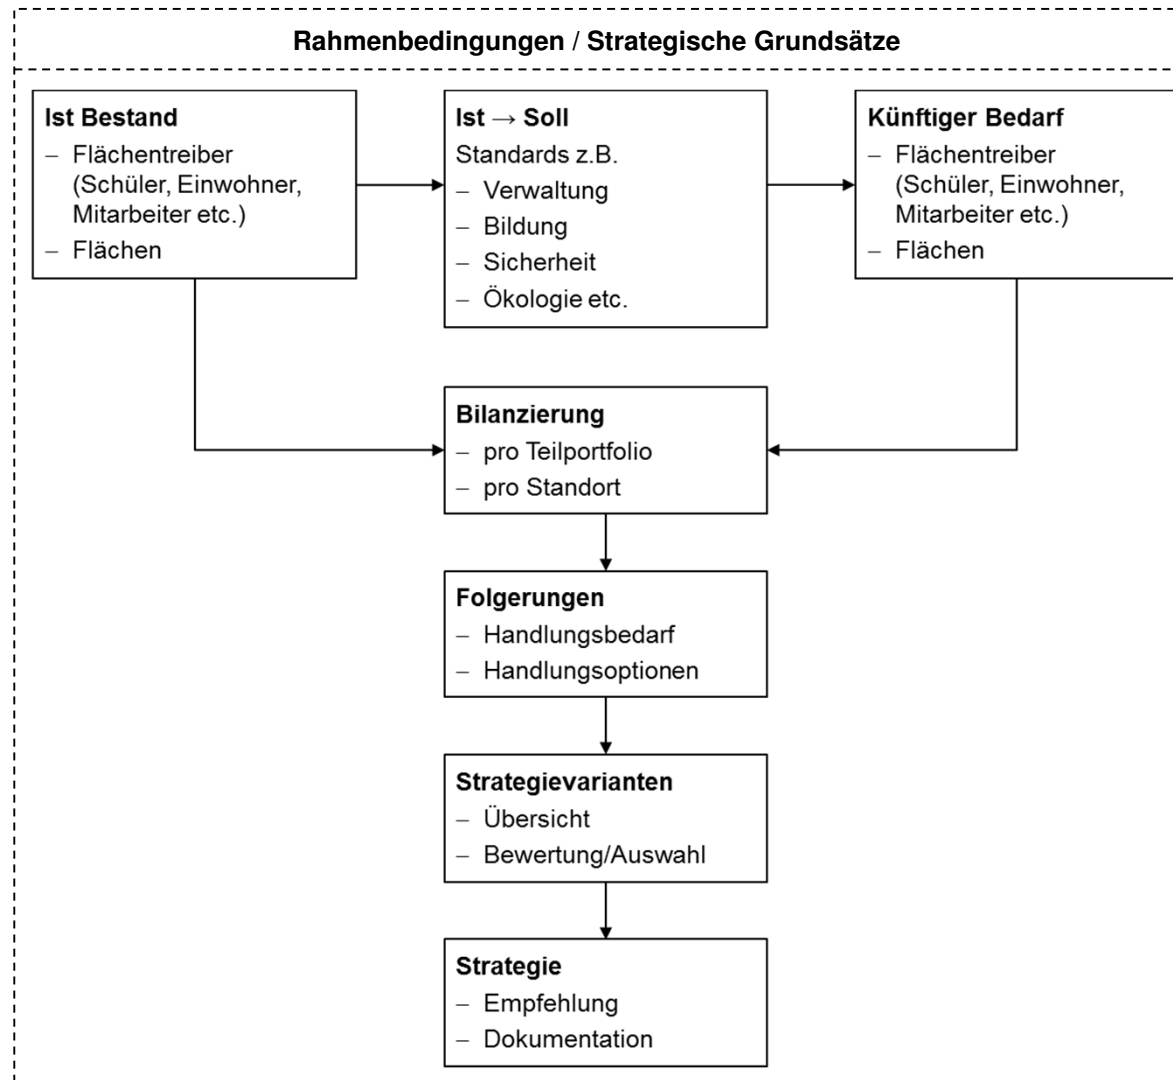 Rahmenbedingungen / Strategische Grundsätze
Ist Bestand
– Flächentreiber
(Schüler, Einwohner,
Mitarbeiter etc.)
– Flächen
Ist → Soll
Standards z.B.
– Verwaltung
– Bildung
– Sicherheit
– Ökologie etc.
Künftiger Bedarf
– Flächentreiber
(Schüler, Einwohner,
Mitarbeiter etc.)
– Flächen
Bilanzierung
– pro Teilportfolio
– pro Standort
Folgerungen
– Handlungsbedarf
– Handlungsoptionen
Strategievarianten
– Übersicht
– Bewertung/Auswahl
Strategie
– Empfehlung
– Dokumentation